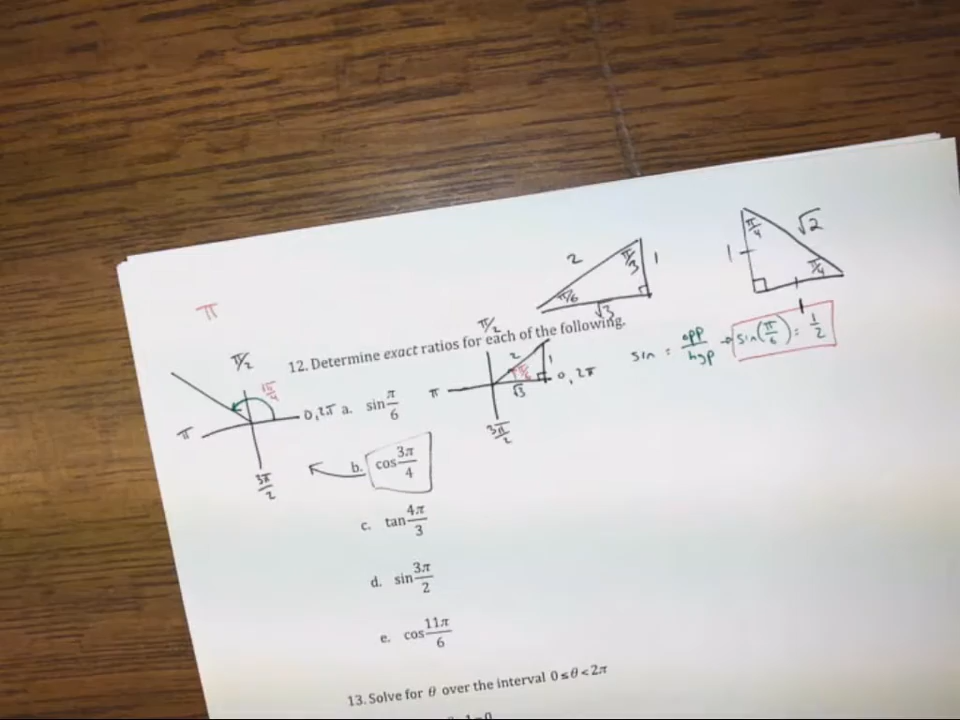 π/4 √2
2 π/3 1 1 π/4
π/6 √3 1
π
π/2
12. Determine exact ratios for each of the following.
π/2 2 1 sin = opp/hyp → sin(π/6) = 1/2
π 0, 2π a. sin π/6 π π/6 √3 0, 2π
3π/2 3π/2
b. cos 3π/4
c. tan 4π/3
d. sin 3π/2
e. cos 11π/6
13. Solve for θ over the interval 0 ≤ θ < 2π